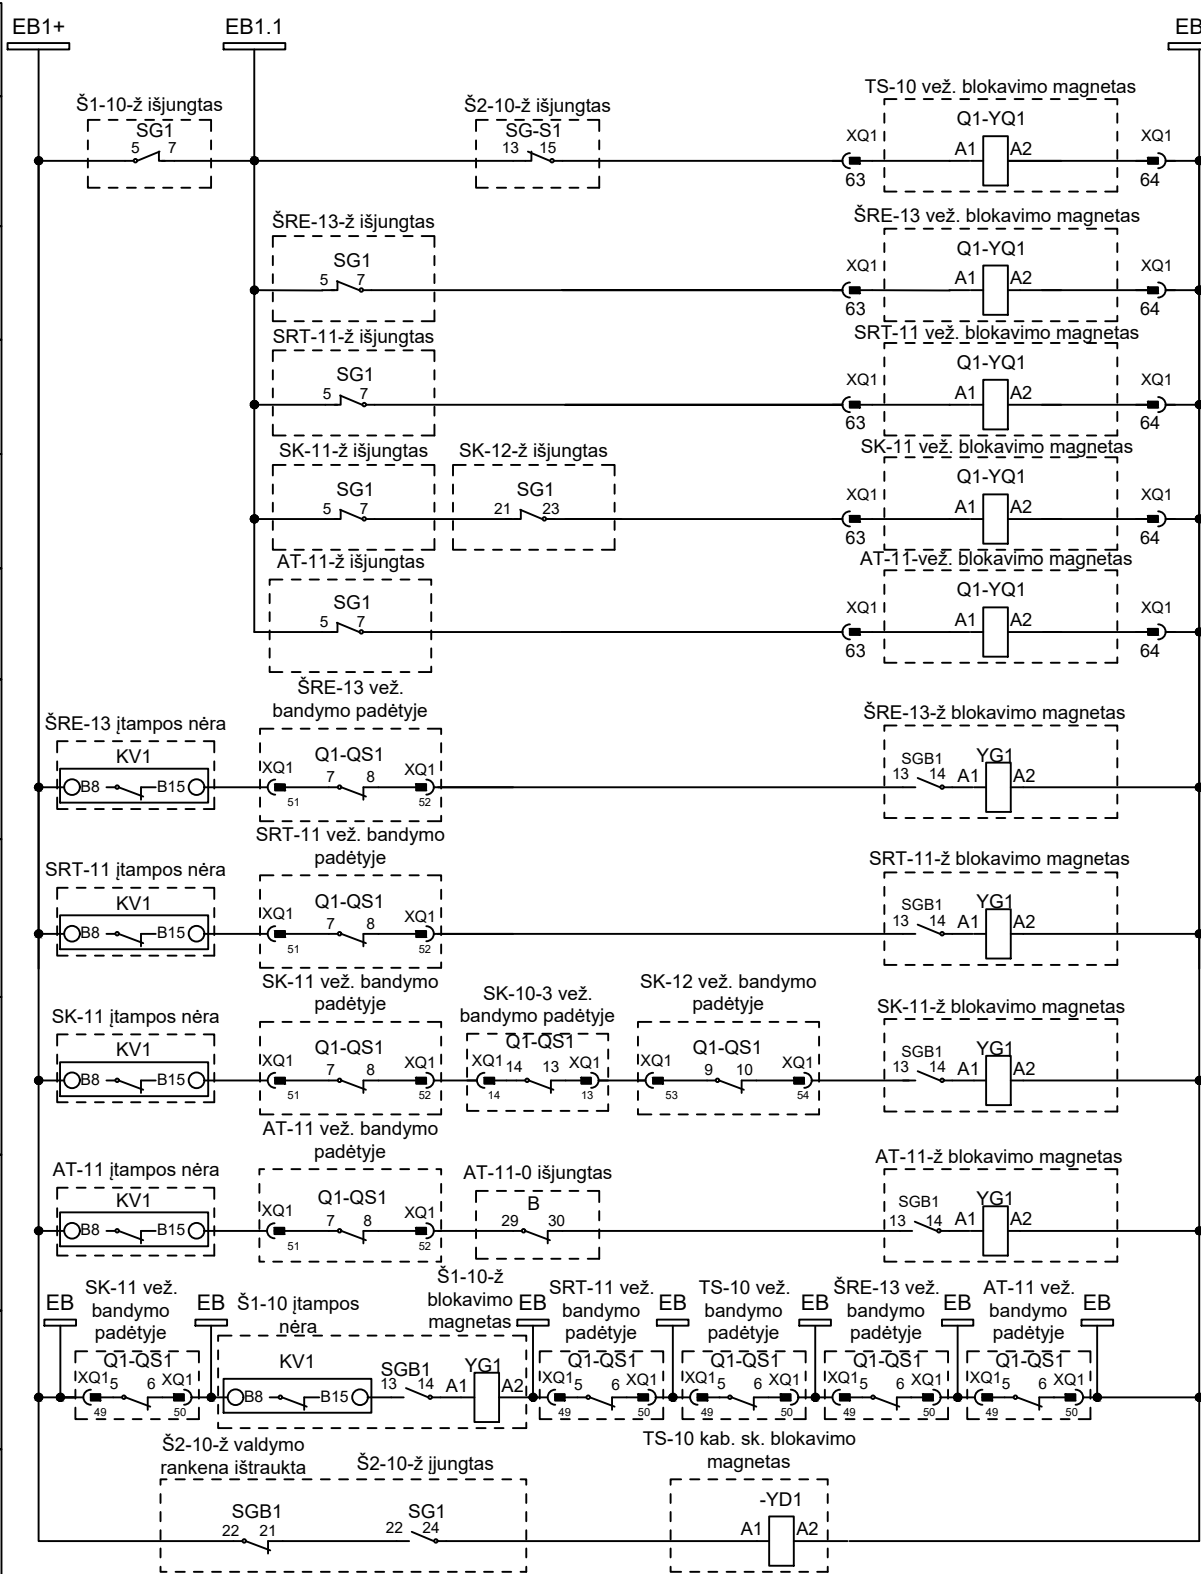 EB1+ EB1.1 EB
Š1-10-ž išjungtas Š2-10-ž išjungtas TS-10 vež. blokavimo magnetas
SG1 SG-S1 Q1-YQ1
5 7 13 15 XQ1 A1 A2 XQ1
63 64
ŠRE-13-ž išjungtas ŠRE-13 vež. blokavimo magnetas
SG1 Q1-YQ1
5 7 XQ1 A1 A2 XQ1
63 64
SRT-11-ž išjungtas SRT-11 vež. blokavimo magnetas
SG1 Q1-YQ1
5 7 XQ1 A1 A2 XQ1
63 64
SK-11-ž išjungtas SK-12-ž išjungtas SK-11 vež. blokavimo magnetas
SG1 SG1 Q1-YQ1
5 7 21 23 XQ1 A1 A2 XQ1
63 64
AT-11-ž išjungtas AT-11-vež. blokavimo magnetas
SG1 Q1-YQ1
5 7 XQ1 A1 A2 XQ1
63 64
ŠRE-13 vež.
bandymo padėtyje
ŠRE-13 įtampos nėra ŠRE-13-ž blokavimo magnetas
KV1 Q1-QS1 SGB1 YG1
B8 B15 XQ1 7 8 XQ1 13 14 A1 A2
51 52
SRT-11 vež. bandymo
padėtyje
SRT-11 įtampos nėra SRT-11-ž blokavimo magnetas
KV1 Q1-QS1 SGB1 YG1
B8 B15 XQ1 7 8 XQ1 13 14 A1 A2
51 52
SK-11 vež. bandymo
padėtyje
SK-10-3 vež.
bandymo padėtyje
SK-12 vež. bandymo
padėtyje
SK-11 įtampos nėra SK-11-ž blokavimo magnetas
KV1 Q1-QS1 Q1-QS1 Q1-QS1 SGB1 YG1
B8 B15 XQ1 7 8 XQ1 XQ1 14 13 XQ1 XQ1 9 10 XQ1 13 14 A1 A2
51 52 14 13 53 54
AT-11 vež. bandymo
padėtyje
AT-11 įtampos nėra AT-11-0 išjungtas AT-11-ž blokavimo magnetas
KV1 Q1-QS1 B SGB1 YG1
B8 B15 XQ1 7 8 XQ1 29 30 13 14 A1 A2
51 52
EB
SK-11 vež.
bandymo
padėtyje
EB
Š1-10 įtampos
nėra
Š1-10-ž
blokavimo
magnetas
EB
SRT-11 vež.
bandymo
padėtyje
EB
TS-10 vež.
bandymo
padėtyje
EB
ŠRE-13 vež.
bandymo
padėtyje
EB
AT-11 vež.
bandymo
padėtyje
EB
Q1-QS1 KV1 SGB1 YG1 Q1-QS1 Q1-QS1 Q1-QS1 Q1-QS1
XQ1 5 6 XQ1 B8 B15 13 14 A1 A2 XQ1 5 6 XQ1 XQ1 5 6 XQ1 XQ1 5 6 XQ1 XQ1 5 6 XQ1
49 50 49 50 49 50 49 50 49 50
Š2-10-ž valdymo
rankena ištraukta
Š2-10-ž įjungtas
TS-10 kab. sk. blokavimo
magnetas
SGB1 SG1 -YD1
22 21 22 24 A1 A2